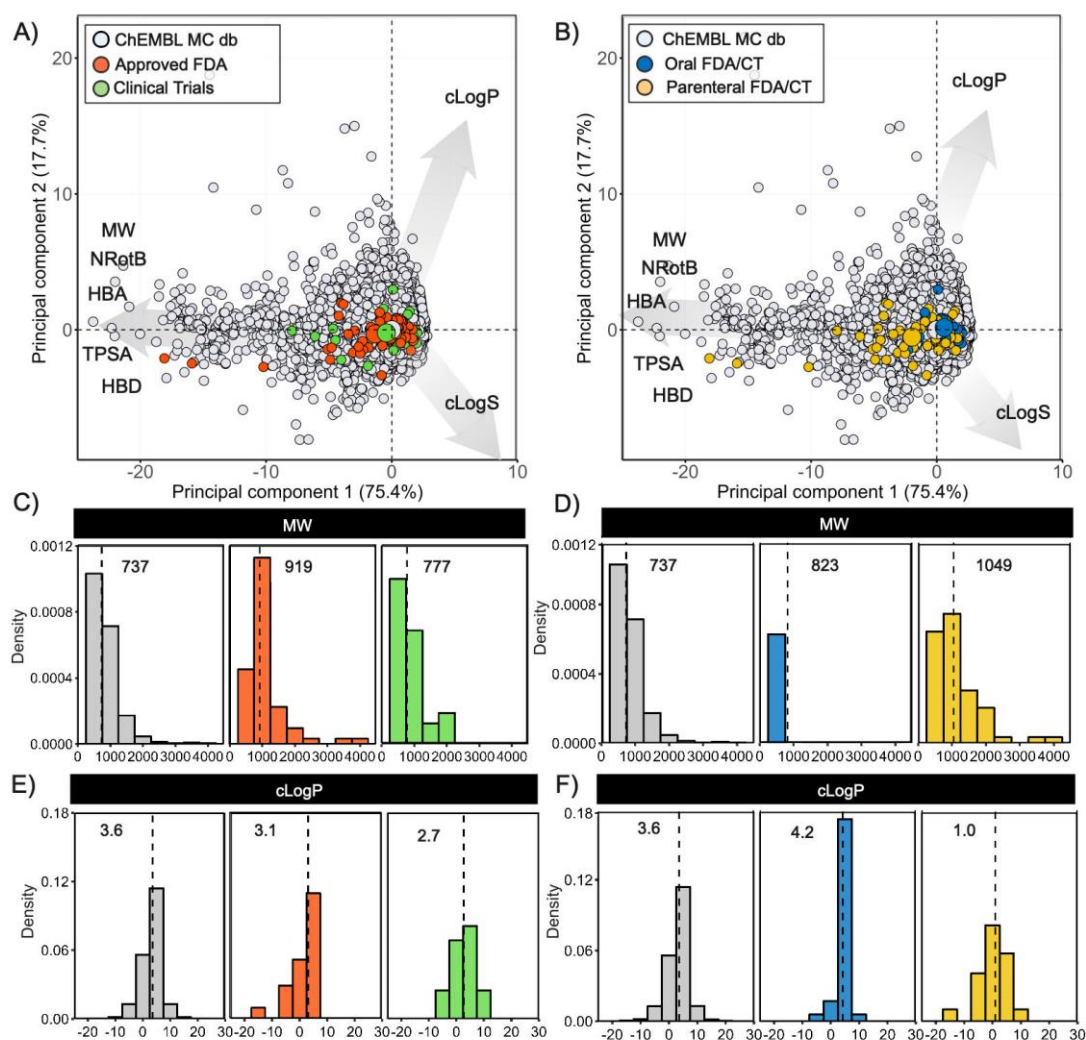 A)
ChEMBL MC db
Approved FDA
Clinical Trials
cLogP
MW
NRotB
HBA
TPSA
HBD
cLogS
Principal component 2 (17.7%)
20
10
0
-20
-10
0
10
Principal component 1 (75.4%)
B)
ChEMBL MC db
Oral FDA/CT
Parenteral FDA/CT
cLogP
MW
NRotB
HBA
TPSA
HBD
cLogS
Principal component 2 (17.7%)
20
10
0
-20
-10
0
10
Principal component 1 (75.4%)
C)
MW
737
919
777
Density
0.0012
0.0008
0.0004
0.0000
0 1000 2000 3000 4000
1000 2000 3000 4000
1000 2000 3000 4000
D)
MW
737
823
1049
Density
0.0012
0.0008
0.0004
0.0000
0 1000 2000 3000 4000
1000 2000 3000 4000
1000 2000 3000 4000
E)
cLogP
3.6
3.1
2.7
Density
0.18
0.12
0.06
0.00
-20 -10 0 10 20
-20 -10 0 10 20
-20 -10 0 10 20 30
F)
cLogP
3.6
4.2
1.0
Density
0.18
0.12
0.06
0.00
-20 -10 0 10 20
-20 -10 0 10 20
-20 -10 0 10 20 30